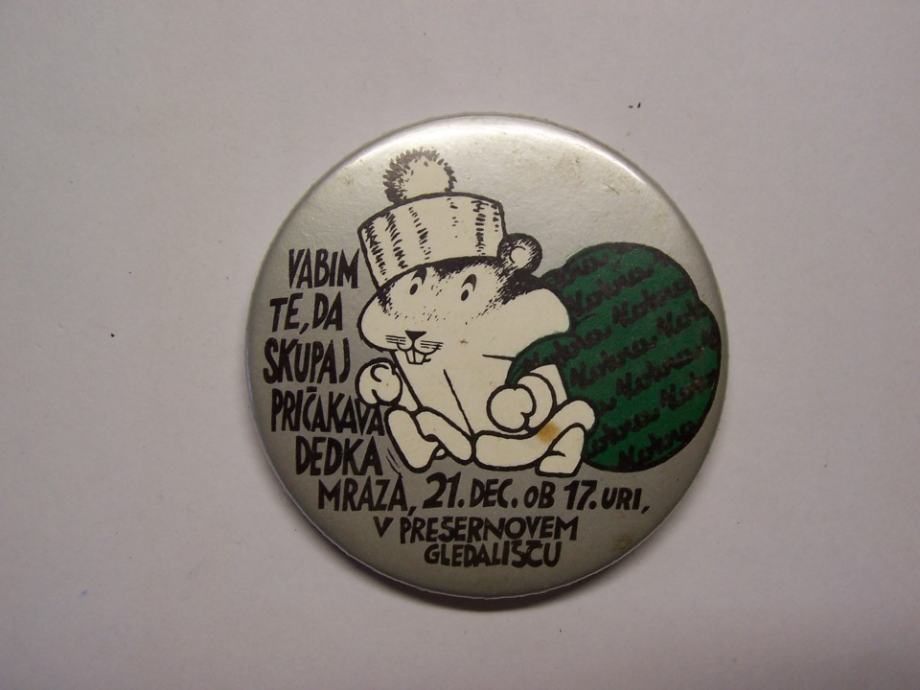 VABIM
TE, DA
SKUPAJ
PRIČAKAVA
DEDKA
MRAZA, 21. DEC. OB 17. URI,
V PREŠERNOVEM
GLEDALIŠČU